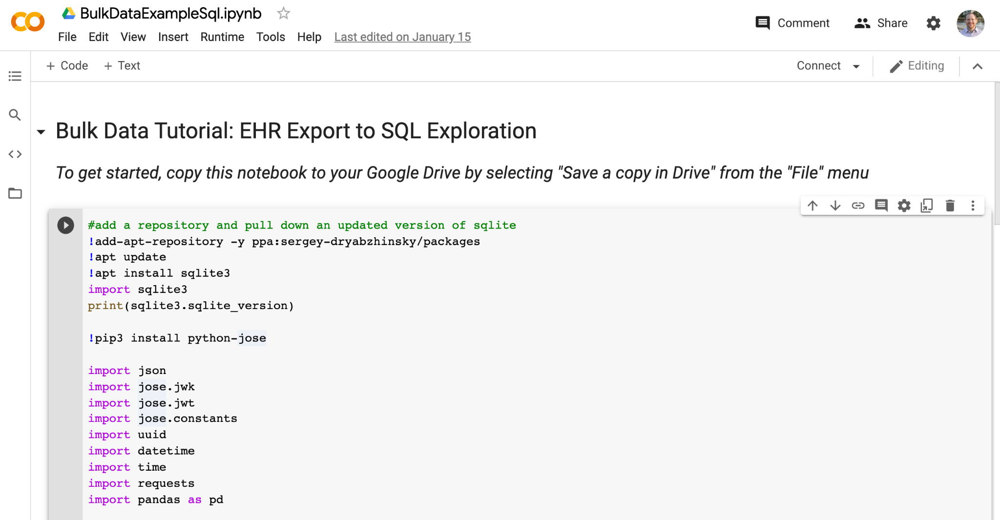 BulkDataExampleSql.ipynb
File Edit View Insert Runtime Tools Help Last edited on January 15
Comment Share
+ Code + Text
Connect Editing
Bulk Data Tutorial: EHR Export to SQL Exploration
To get started, copy this notebook to your Google Drive by selecting "Save a copy in Drive" from the "File" menu
#add a repository and pull down an updated version of sqlite
!add-apt-repository -y ppa:sergey-dryabzhinsky/packages
!apt update
!apt install sqlite3
import sqlite3
print(sqlite3.sqlite_version)
!pip3 install python-jose
import json
import jose.jwk
import jose.jwt
import jose.constants
import uuid
import datetime
import time
import requests
import pandas as pd